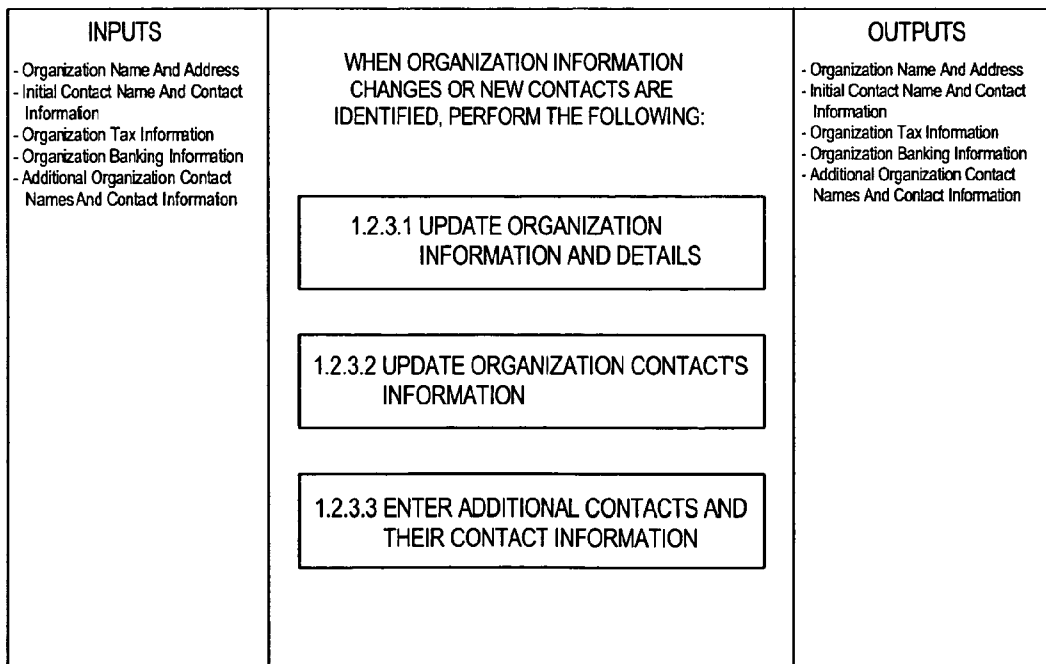 INPUTS
- Organization Name And Address
- Initial Contact Name And Contact
Information
- Organization Tax Information
- Organization Banking Information
- Additional Organization Contact
Names And Contact Informaton
WHEN ORGANIZATION INFORMATION
CHANGES OR NEW CONTACTS ARE
IDENTIFIED, PERFORM THE FOLLOWING:
1.2.3.1 UPDATE ORGANIZATION
INFORMATION AND DETAILS
1.2.3.2 UPDATE ORGANIZATION CONTACT'S
INFORMATION
1.2.3.3 ENTER ADDITIONAL CONTACTS AND
THEIR CONTACT INFORMATION
OUTPUTS
- Organization Name And Address
- Initial Contact Name And Contact
Information
- Organization Tax Information
- Organization Banking Information
- Additional Organization Contact
Names And Contact Information